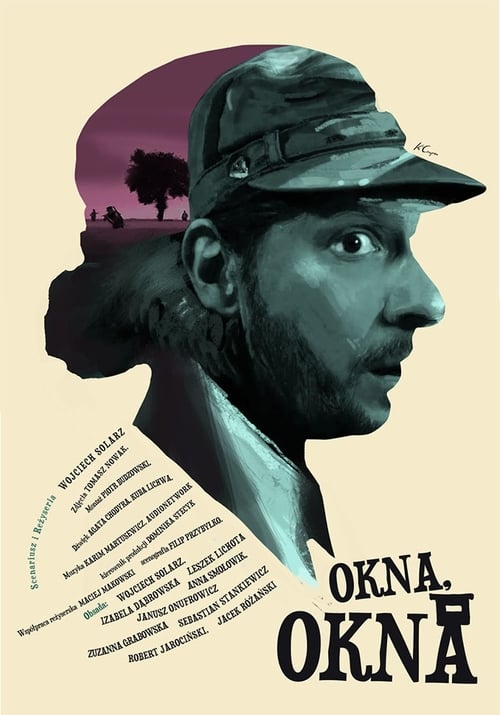 Scenariusz i Reżyseria
WOJCIECH SOLARZ
Zdjęcia TOMASZ NOWAK.
Montaż PIOTR BUDZOWSKI.
Dźwięk AGATA CHODYRA. KUBA LICHWA.
Muzyka KARIM MARTUSEWICZ. AUDIONETWORK
kierownik produkcji DOMINIKA STECYK
Współpraca reżyserska MACIEJ MAKOWSKI scenografia FILIP PRZYBYŁKO.
Obsada: WOJCIECH SOLARZ LESZEK LICHOTA
IZABELA DĄBROWSKA ANNA SMOŁOWIK.
JANUSZ ONUFROWICZ
ZUZANNA GRABOWSKA SEBASTIAN STANKIEWICZ
ROBERT JAROCIŃSKI. JACEK RÓŻAŃSKI
OKNA,
OKNA